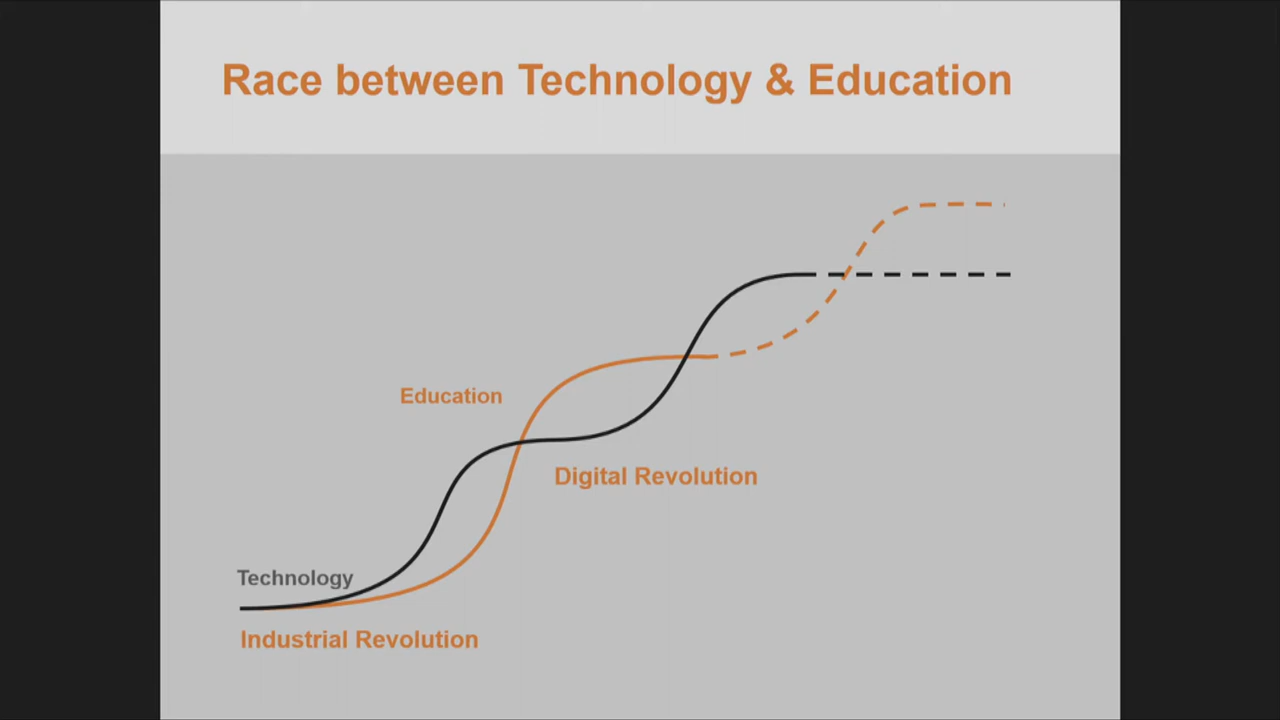 Race between Technology & Education
Education
Digital Revolution
Technology
Industrial Revolution